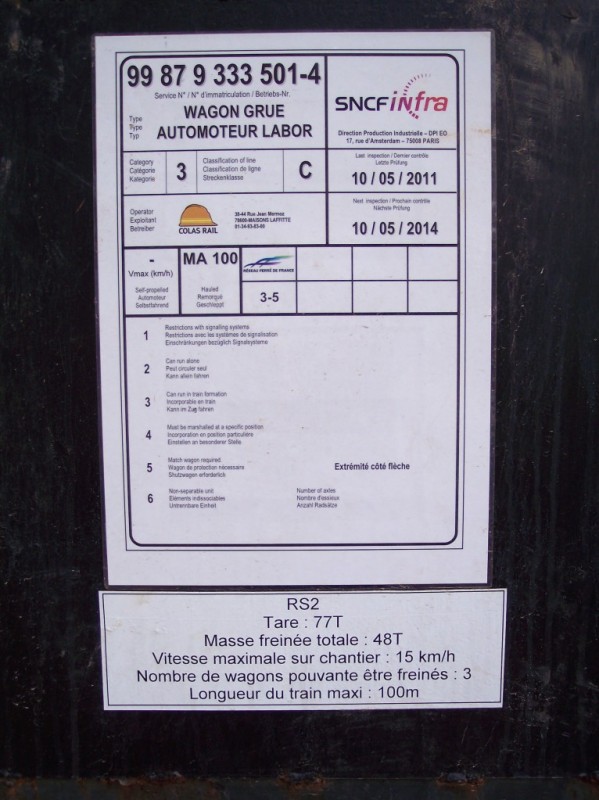 99 87 9 333 501-4
Service N° / N° d'immatriculation / Betriebs-Nr.
Type
Type
Typ
WAGON GRUE
AUTOMOTEUR LABOR
SNCF infra
Direction Production Industrielle – DPI EO
17, rue d'Amsterdam – 75008 PARIS
Category
Catégorie
Kategorie
3
Classification of line
Classification de ligne
Streckenklasse
C
Last inspection / Dernier contrôle
Letzte Prüfung
10 / 05 / 2011
Operator
Exploitant
Betreiber
COLAS RAIL
38-44 Rue Jean Mermoz
78600-MAISONS LAFFITTE
Next inspection / Prochain contrôle
Nächste Prüfung
10 / 05 / 2014
-
Vmax (km/h)
MA 100
RÉSEAU FERRÉ DE FRANCE
Self-propelled
Automoteur
Selbstfahrend
Hauled
Remorqué
Geschleppt
3-5
1
Restrictions with signalling systems
Restrictions avec les systèmes de signalisation
Einschränkungen bezüglich Signalsysteme
2
Can run alone
Peut circuler seul
Kann allein fahren
3
Can run in train formation
Incorporable en train
Kann im Zug fahren
4
Must be marshalled at a specific position
Incorporation en position particulière
Einstellen an besonderer Stelle
5
Match wagon required
Wagon de protection nécessaire
Shutzwagen erforderlich
Extrémité côté flèche
6
Non-separable unit
Eléments indissociables
Untrennbare Einheit
Number of axles
Nombre d'essieux
Anzahl Radsätze
RS2
Tare : 77T
Masse freinée totale : 48T
Vitesse maximale sur chantier : 15 km/h
Nombre de wagons pouvante être freinés : 3
Longueur du train maxi : 100m